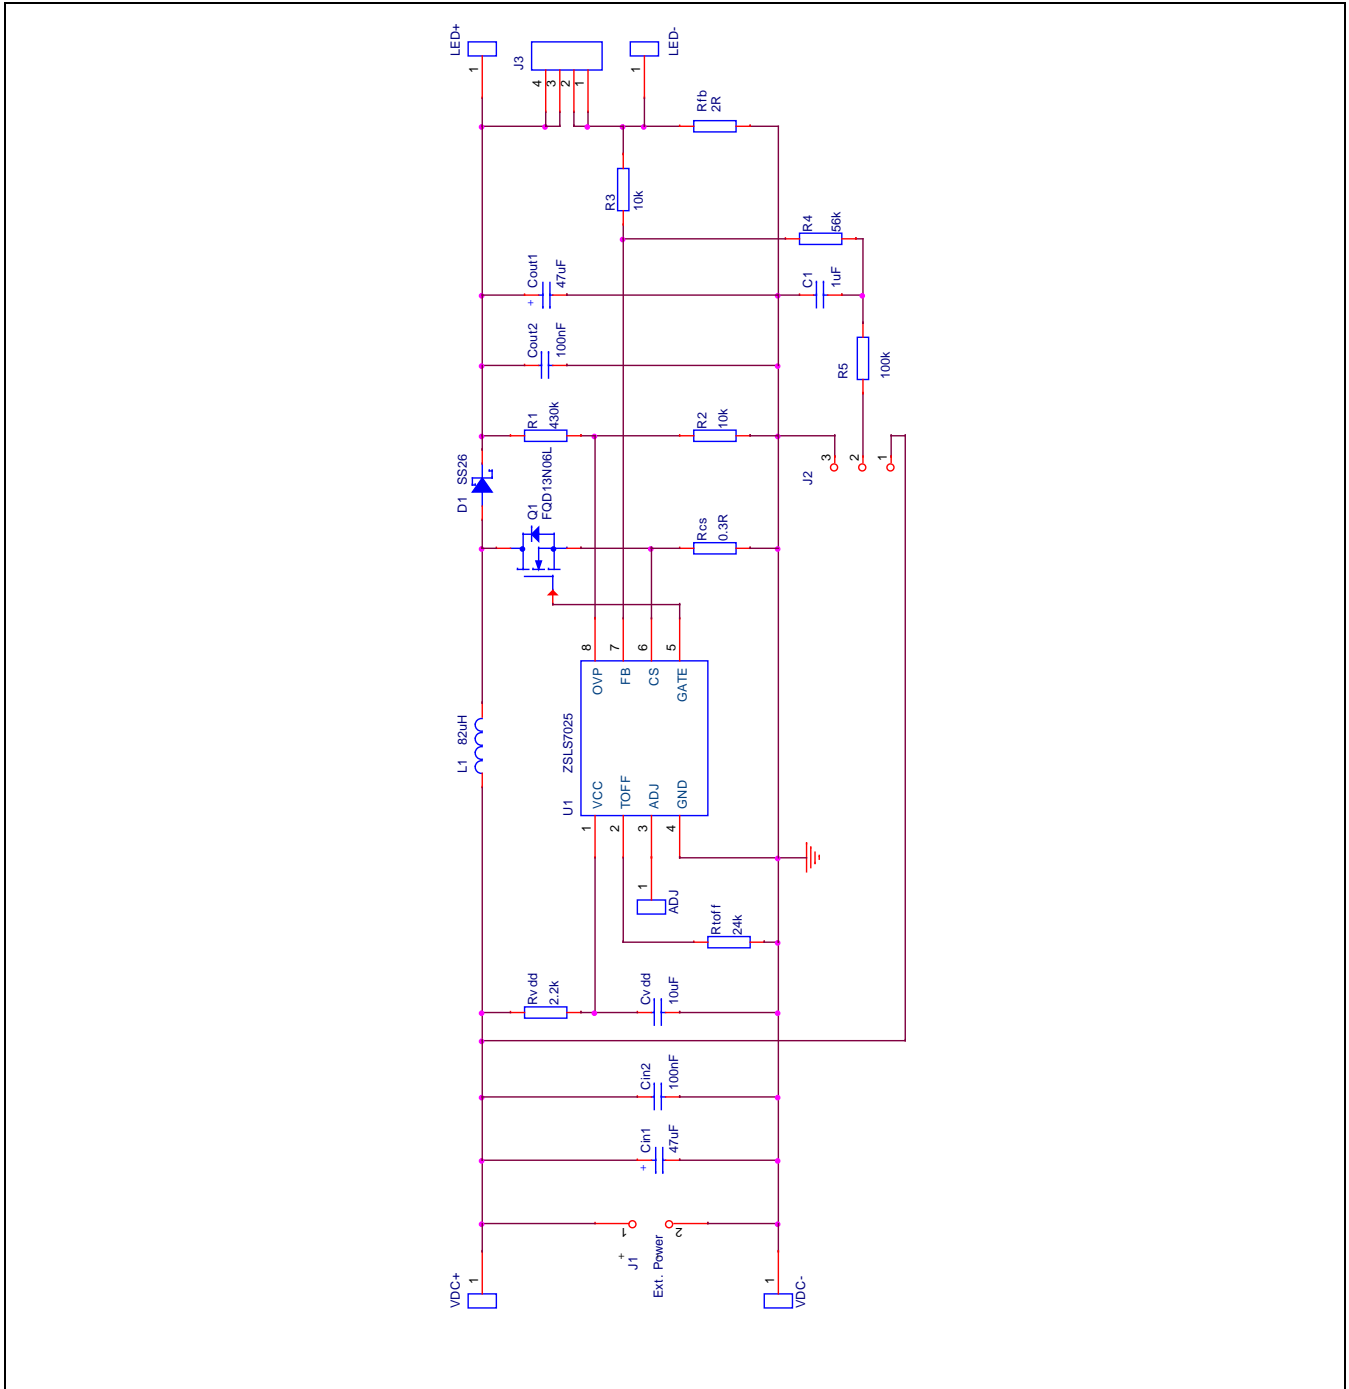 LED+
1
J3
4
3
2
1
LED-
1
Rfb
2R
R3
10k
R4
56k
Cout1
47uF
+
C1
1uF
Cout2
100nF
R5
100k
R1
430k
R2
10k
J2
3
2
1
D1 SS26
Q1
FQD13N06L
Rcs
0.3R
8
7
6
5
OVP
FB
CS
GATE
L1 82uH
ZSLS7025
U1
VCC
TOFF
ADJ
GND
1
2
3
4
1
ADJ
Rtoff
24k
Rvdd
2.2k
Cvdd
10uF
Cin2
100nF
Cin1
47uF
+
1
2
+
J1
Ext. Power
VDC+
1
VDC-
1